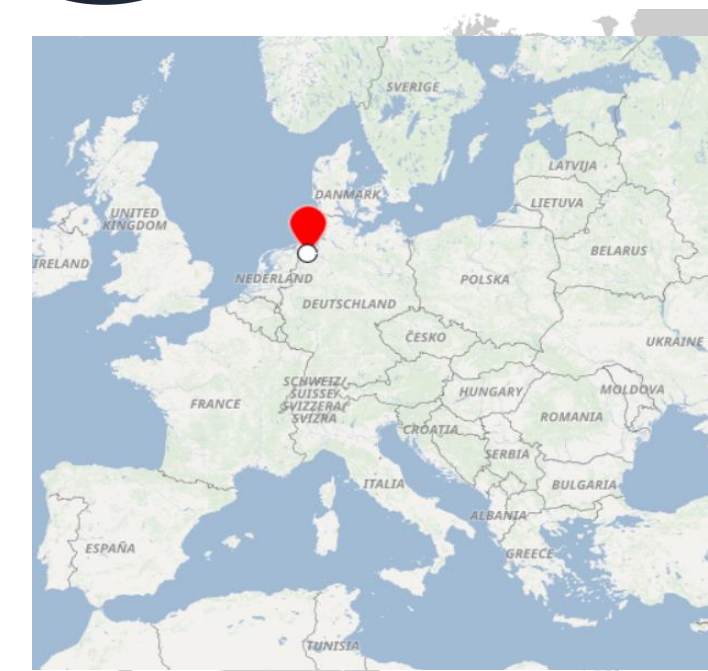 SVERIGE
LATVIJA
DANMARK
LIETUVA
UNITED
KINGDOM
BELARUS
IRELAND
NEDERLAND
POLSKA
DEUTSCHLAND
ČESKO
UKRAINE
SCHWEIZ/
SUISSE/
SVIZZERA/
SVIZRA
HUNGARY
MOLDOVA
FRANCE
ROMANIA
CROATIA
SERBIA
ITALIA
BULGARIA
ALBANIA
ESPAÑA
GREECE
TUNISIA